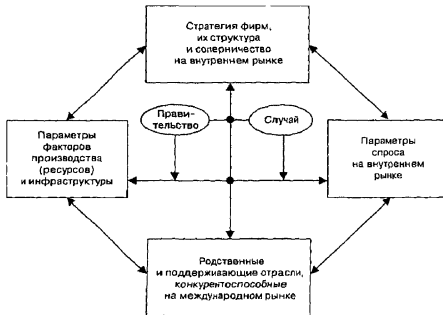 Стратегия фирм,
их структура
и соперничество
на внутреннем рынке
Прави-
тельство
Случай
Параметры
факторов
производства
(ресурсов)
и инфраструктуры
Параметры
спроса
на внутреннем
рынке
Родственные
и поддерживающие отрасли,
конкурентоспособные
на международном рынке